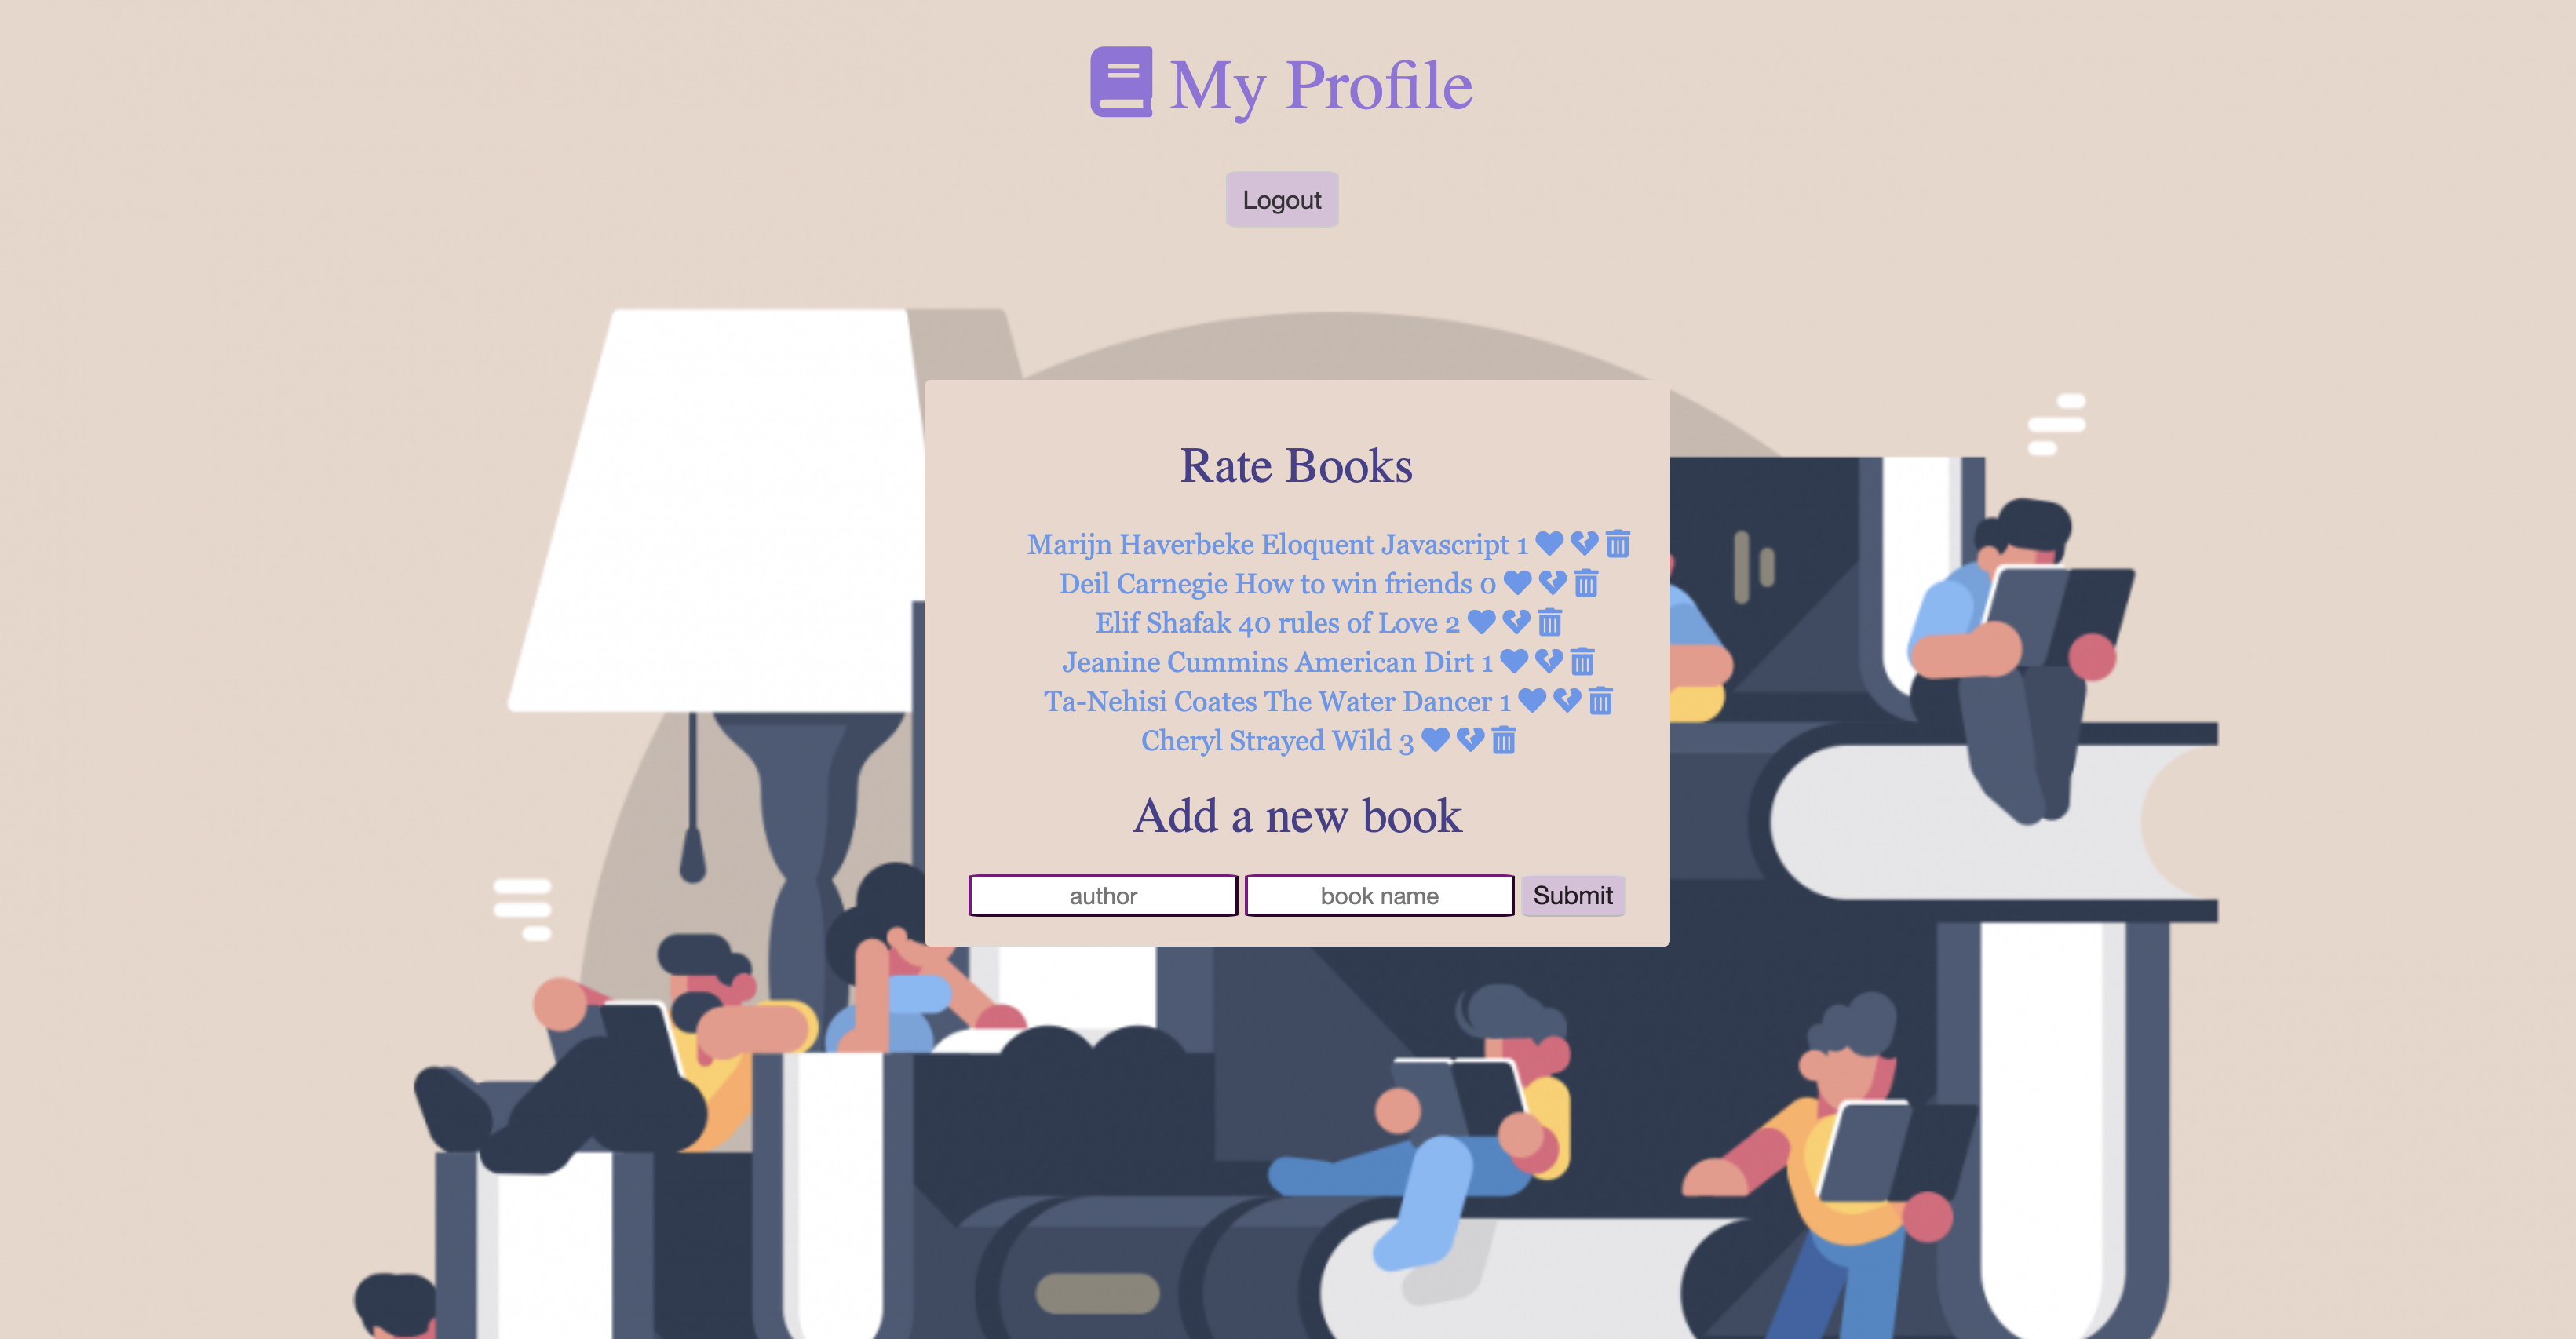 My Profile
Logout
Rate Books
Marijn Haverbeke Eloquent Javascript 1
Deil Carnegie How to win friends 0
Elif Shafak 40 rules of Love 2
Jeanine Cummins American Dirt 1
Ta-Nehisi Coates The Water Dancer 1
Cheryl Strayed Wild 3
Add a new book
author book name Submit